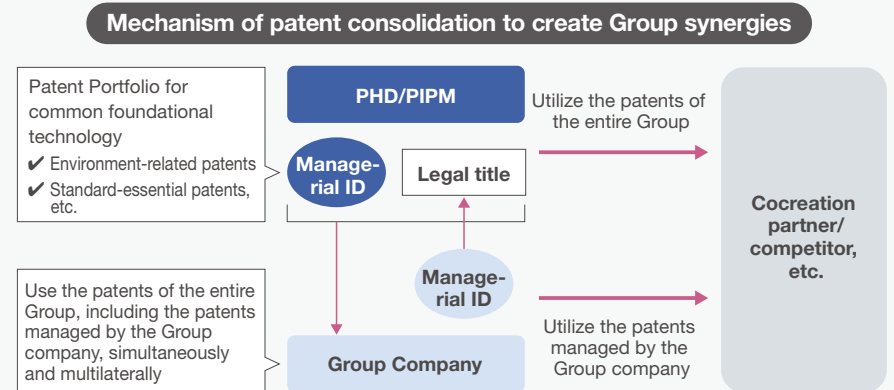 Mechanism of patent consolidation to create Group synergies
Patent Portfolio for
common foundational
technology
✔ Environment-related patents
✔ Standard-essential patents,
etc.
PHD/PIPM
Manage-
rial ID
Legal title
Utilize the patents of
the entire Group
Cocreation
partner/
competitor,
etc.
Manage-
rial ID
Use the patents of the entire
Group, including the patents
managed by the Group
company, simultaneously
and multilaterally
Group Company
Utilize the patents
managed by the
Group company